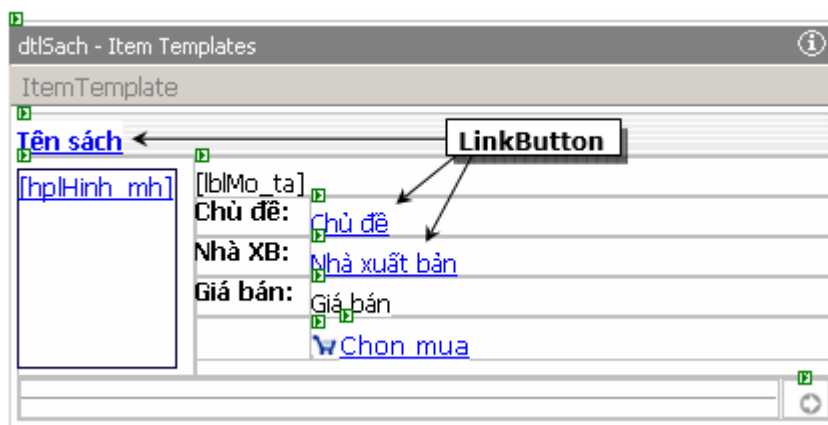 dtlSach - Item Templates
ItemTemplate
Tên sách
LinkButton
[hplHinh_mh]
[lblMo_ta]
Chủ đề:
Chủ đề
Nhà XB:
Nhà xuất bản
Giá bán:
Giá bán
Chon mua